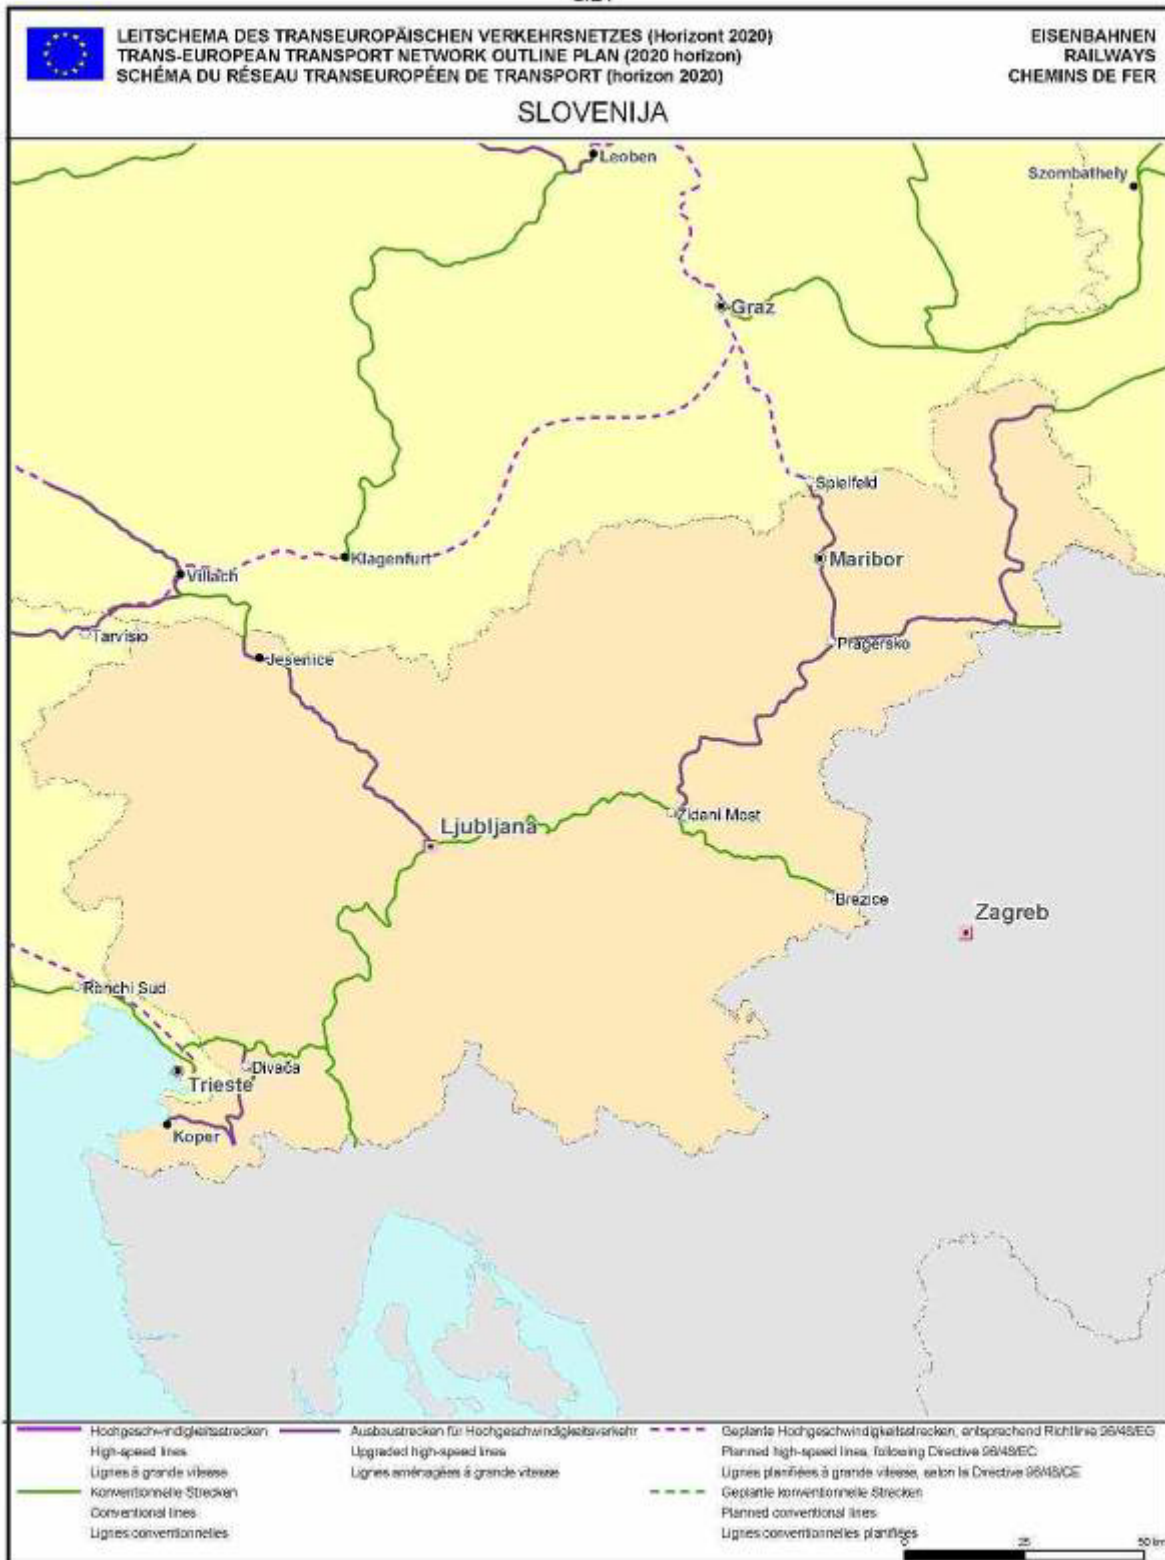 LEITSCHEMA DES TRANSEUROPÄISCHEN VERKEHRSNETZES (Horizont 2020)
TRANS-EUROPEAN TRANSPORT NETWORK OUTLINE PLAN (2020 horizon)
SCHÉMA DU RÉSEAU TRANSEUROPÉEN DE TRANSPORT (horizon 2020)
EISENBAHNEN
RAILWAYS
CHEMINS DE FER
SLOVENIJA
Leoben
Szombathely
Graz
Spielfeld
Klagenfurt
Maribor
Villach
Tarvisio
Jesenice
Pragersko
Zidani Most
Ljubljana
Brezice
Zagreb
Ronchi Sud
Divača
Trieste
Koper
Hochgeschwindigkeitsstrecken
High-speed lines
Lignes à grande vitesse
Konventionelle Strecken
Conventional lines
Lignes conventionnelles
Ausbaustrecken für Hochgeschwindigkeitsverkehr
Upgraded high-speed lines
Lignes aménagées à grande vitesse
Geplante Hochgeschwindigkeitsstrecken, entsprechend Richtlinie 96/48/EG
Planned high-speed lines, following Directive 96/48/EC
Lignes planifiées à grande vitesse, selon la Directive 96/48/CE
Geplante konventionelle Strecken
Planned conventional lines
Lignes conventionnelles planifiées
0 25 50 km